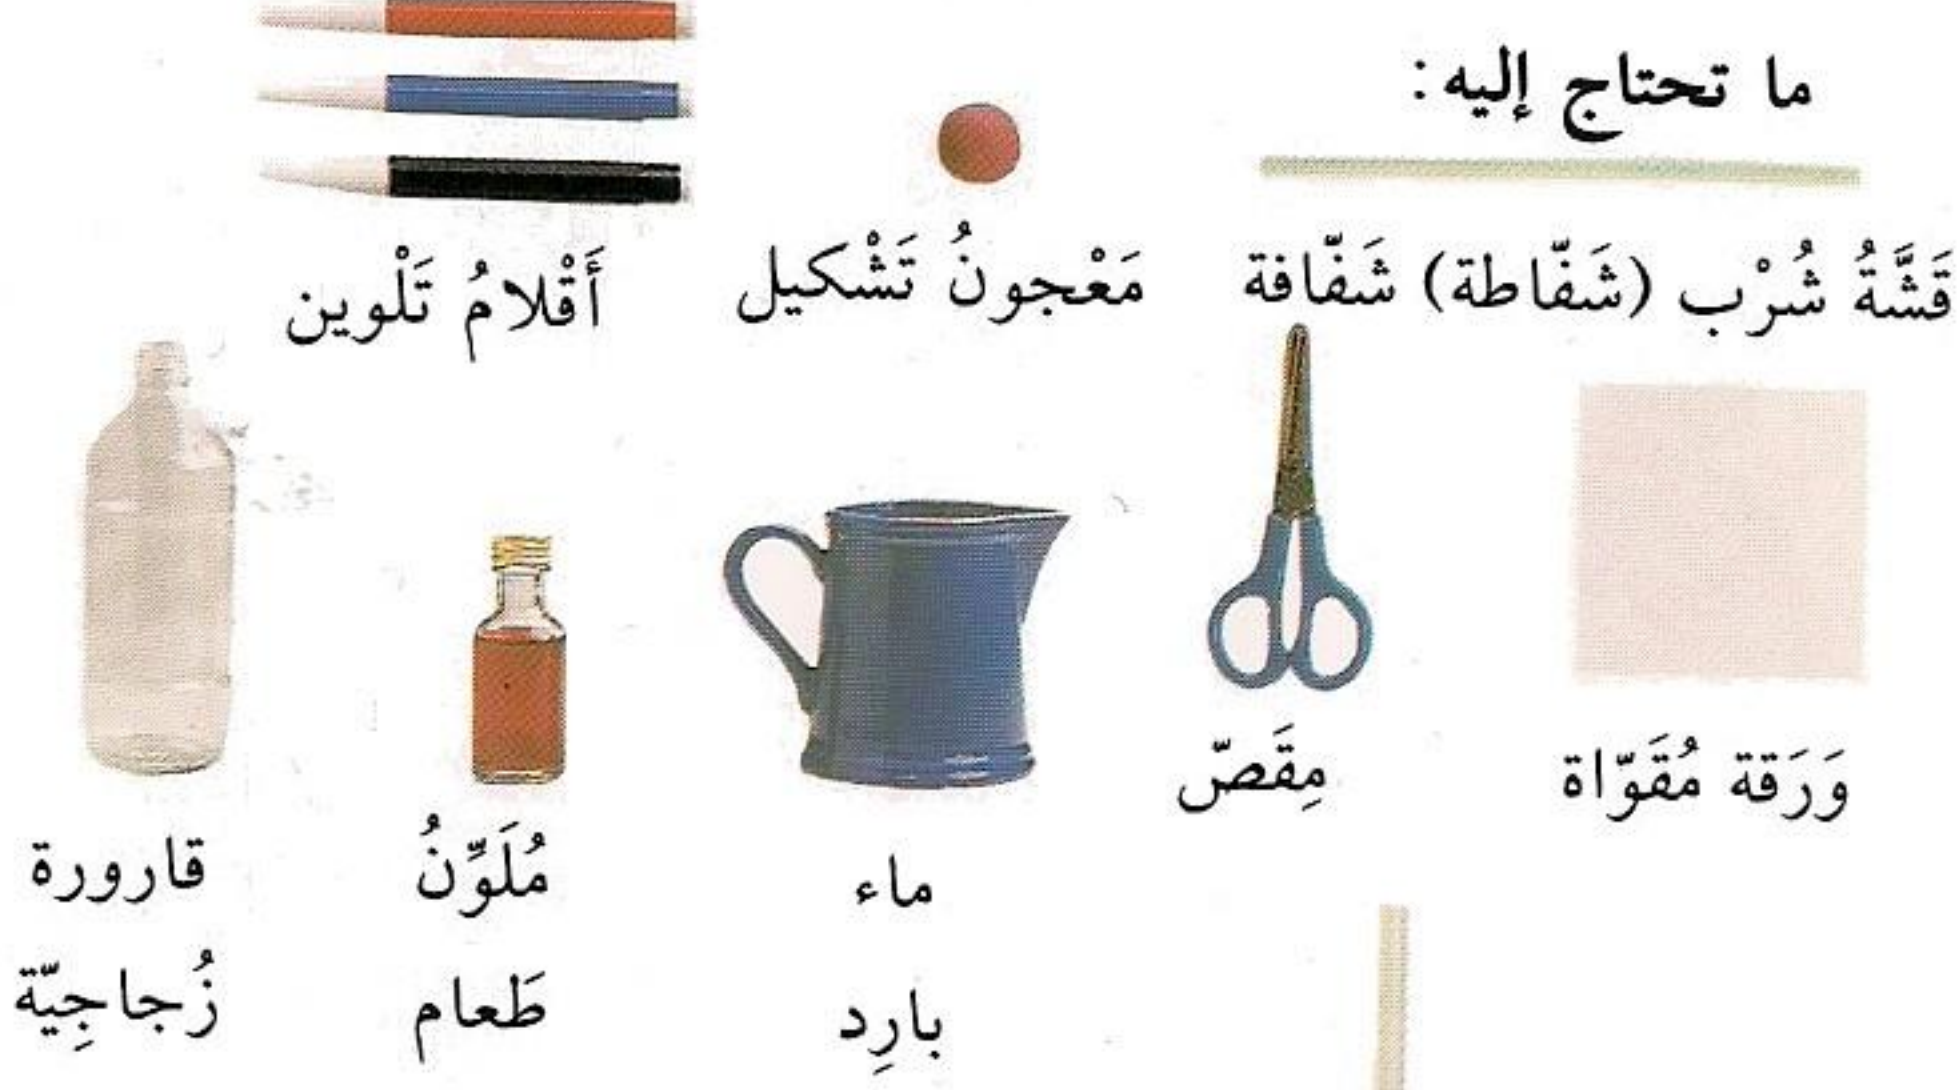 ما تحتاج إليه:
قَشَّةُ شُرْب (شَفّاطة) شَفّافة
مَعْجونُ تَشْكيل
أَقْلامُ تَلْوين
وَرَقة مُقَوّاة
مِقَصّ
ماء
بارِد
مُلَوِّنُ
طَعام
قارورة
زُجاجِيّة